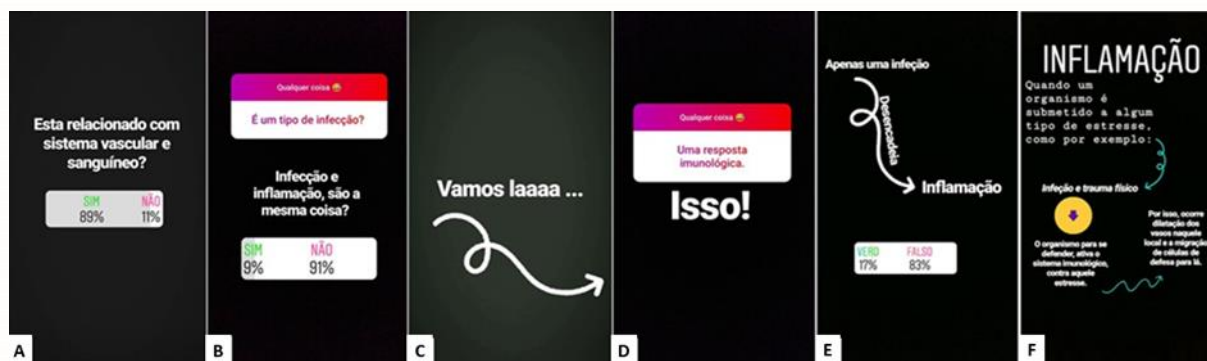 Esta relacionado com
sistema vascular e
sanguíneo?
SIM
NÃO
89%
11%
A
Qualquer coisa 😄
É um tipo de infecção?
Infecção e
inflamação, são a
mesma coisa?
SIM
NÃO
9%
91%
B
Vamos laaaa ...
C
Qualquer coisa 😄
Uma resposta
imunológica.
Isso!
D
Apenas uma infeção
Desencadeia
Inflamação
VERD
FALSO
17%
83%
E
INFLAMAÇÃO
Quando um
organismo é
submetido a algum
tipo de estresse,
como por exemplo:
Infeção e trauma físico
O organismo para se
defender, ativa o
sistema imunológico,
contra aquele
estresse.
Por isso, ocorre
dilatação dos
vasos naquele
local e a migração
de células de
defesa para lá.
F